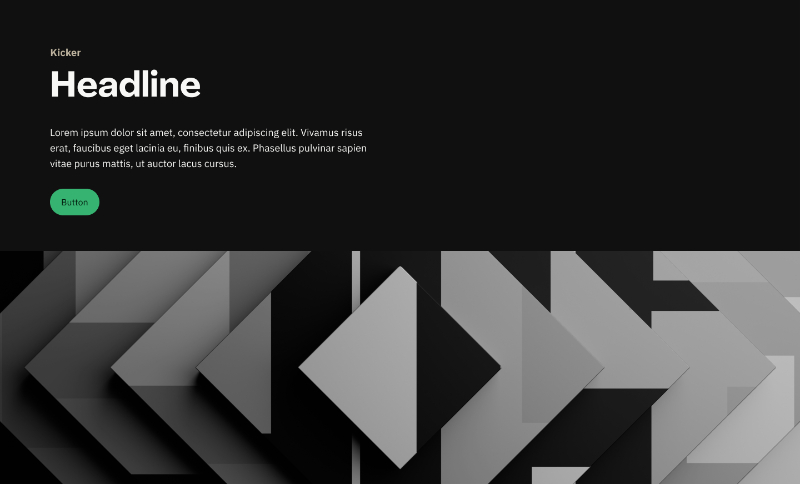 Kicker
Headline
Lorem ipsum dolor sit amet, consectetur adipiscing elit. Vivamus risus
erat, faucibus eget lacinia eu, finibus quis ex. Phasellus pulvinar sapien
vitae purus mattis, ut auctor lacus cursus.
Button